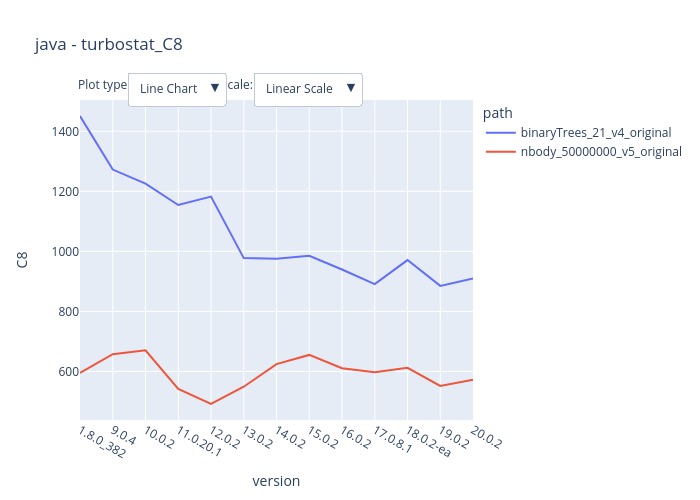 java - turbostat_C8
Plot type Line Chart ▼ cale: Linear Scale ▼
path
binaryTrees_21_v4_original
nbody_50000000_v5_original
1400
1200
1000
800
600
C8
1.8.0_382 9.0.4 10.0.2 11.0.20.1 12.0.2 13.0.2 14.0.2 15.0.2 16.0.2 17.0.8.1 18.0.2-ea 19.0.2 20.0.2
version